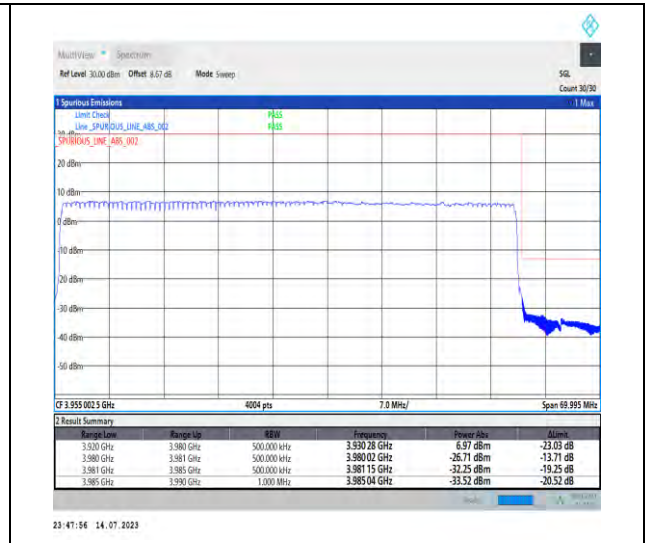 MultiView Spectrum
Ref Level 30.00 dBm Offset 8.67 dB Mode Sweep SGL
Count 30/30
1 Spurious Emissions 1 Max
Limit Check PASS
Line _SPURIOUS_LINE_ABS_002 PASS
_SPURIOUS_LINE_ABS_002
20 dBm
10 dBm
0 dBm
-10 dBm
-20 dBm
-30 dBm
-40 dBm
-50 dBm
CF 3.955 002 5 GHz 4004 pts 7.0 MHz/ Span 69.995 MHz
2 Result Summary
Range Low Range Up RBW Frequency Power Abs ΔLimit
3.920 GHz 3.980 GHz 500.000 kHz 3.930 28 GHz 6.97 dBm -23.03 dB
3.980 GHz 3.981 GHz 500.000 kHz 3.980 02 GHz -26.71 dBm -13.71 dB
3.981 GHz 3.985 GHz 500.000 kHz 3.981 15 GHz -32.25 dBm -19.25 dB
3.985 GHz 3.990 GHz 1.000 MHz 3.985 04 GHz -33.52 dBm -20.52 dB
23:47:56 14.07.2023